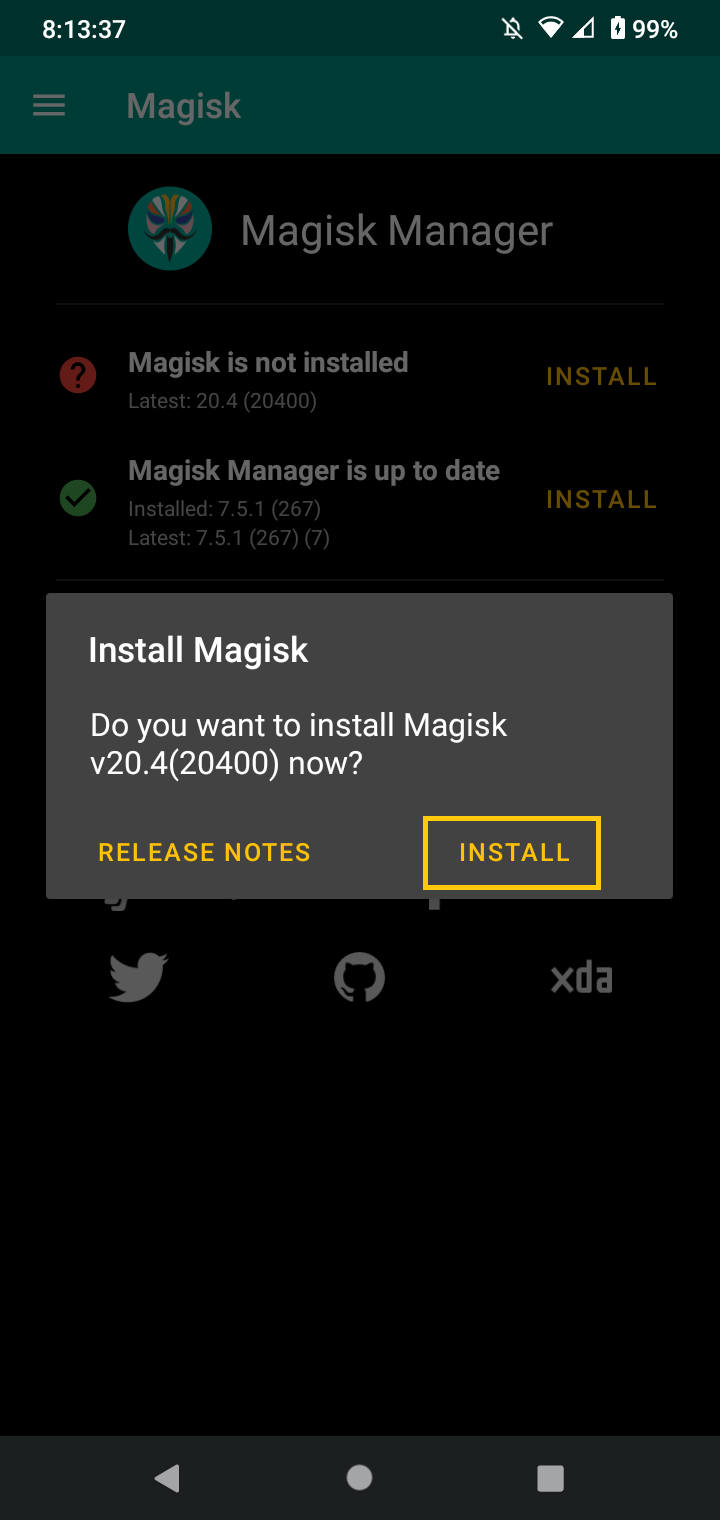 8:13:37 99%
Magisk
Magisk Manager
Magisk is not installed
Latest: 20.4 (20400)
INSTALL
Magisk Manager is up to date
Installed: 7.5.1 (267)
Latest: 7.5.1 (267) (7)
INSTALL
Install Magisk
Do you want to install Magisk
v20.4(20400) now?
RELEASE NOTES INSTALL
xda